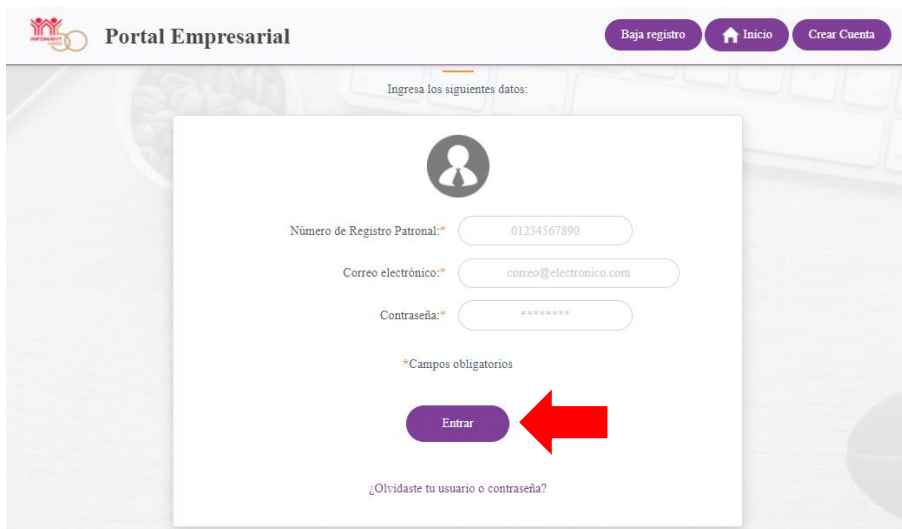 Portal Empresarial
Baja registro
Inicio
Crear Cuenta
Ingresa los siguientes datos:
Número de Registro Patronal:*
01234567890
Correo electrónico:*
correo@electronico.com
Contraseña:*
********
*Campos obligatorios
Entrar
¿Olvidaste tu usuario o contraseña?